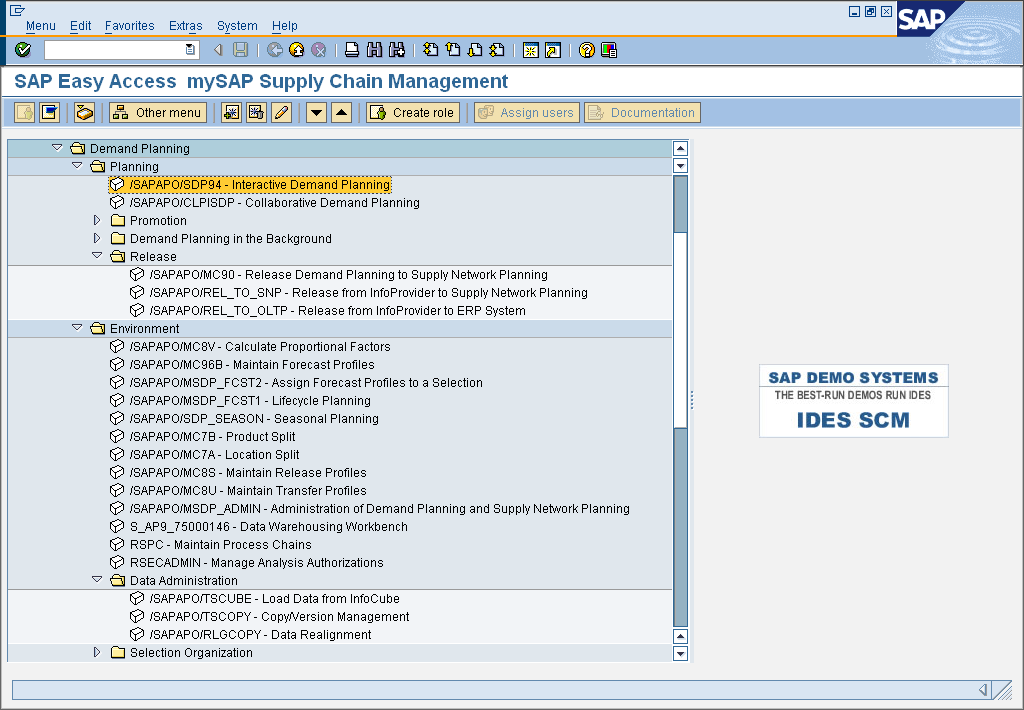 Menu Edit Favorites Extras System Help
SAP
SAP Easy Access mySAP Supply Chain Management
Other menu Create role Assign users Documentation
Demand Planning
Planning
/SAPAPO/SDP94 - Interactive Demand Planning
/SAPAPO/CLPISDP - Collaborative Demand Planning
Promotion
Demand Planning in the Background
Release
/SAPAPO/MC90 - Release Demand Planning to Supply Network Planning
/SAPAPO/REL_TO_SNP - Release from InfoProvider to Supply Network Planning
/SAPAPO/REL_TO_OLTP - Release from InfoProvider to ERP System
Environment
/SAPAPO/MC8V - Calculate Proportional Factors
/SAPAPO/MC96B - Maintain Forecast Profiles
/SAPAPO/MSDP_FCST2 - Assign Forecast Profiles to a Selection
/SAPAPO/MSDP_FCST1 - Lifecycle Planning
/SAPAPO/SDP_SEASON - Seasonal Planning
/SAPAPO/MC7B - Product Split
/SAPAPO/MC7A - Location Split
/SAPAPO/MC8S - Maintain Release Profiles
/SAPAPO/MC8U - Maintain Transfer Profiles
/SAPAPO/MSDP_ADMIN - Administration of Demand Planning and Supply Network Planning
S_AP9_75000146 - Data Warehousing Workbench
RSPC - Maintain Process Chains
RSECADMIN - Manage Analysis Authorizations
Data Administration
/SAPAPO/TSCUBE - Load Data from InfoCube
/SAPAPO/TSCOPY - Copy/Version Management
/SAPAPO/RLGCOPY - Data Realignment
Selection Organization
SAP DEMO SYSTEMS
THE BEST-RUN DEMOS RUN IDES
IDES SCM